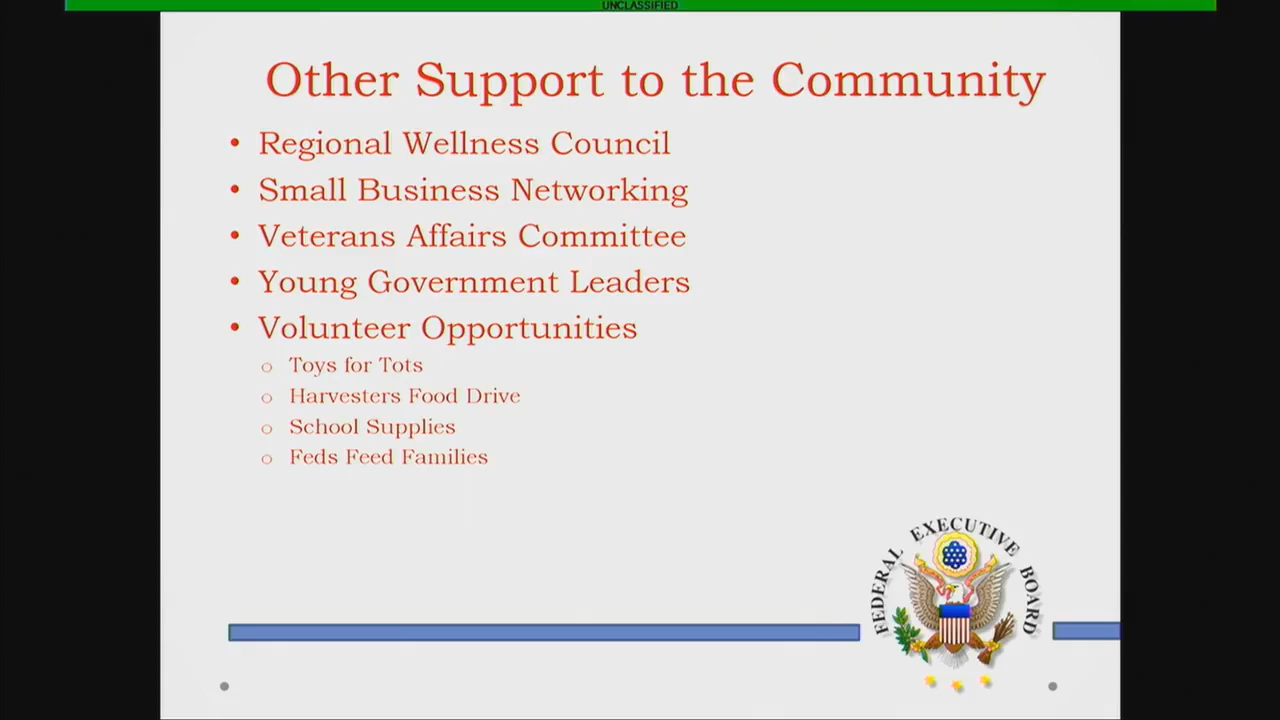 UNCLASSIFIED
Other Support to the Community
• Regional Wellness Council
• Small Business Networking
• Veterans Affairs Committee
• Young Government Leaders
• Volunteer Opportunities
o Toys for Tots
o Harvesters Food Drive
o School Supplies
o Feds Feed Families
FEDERAL EXECUTIVE BOARD